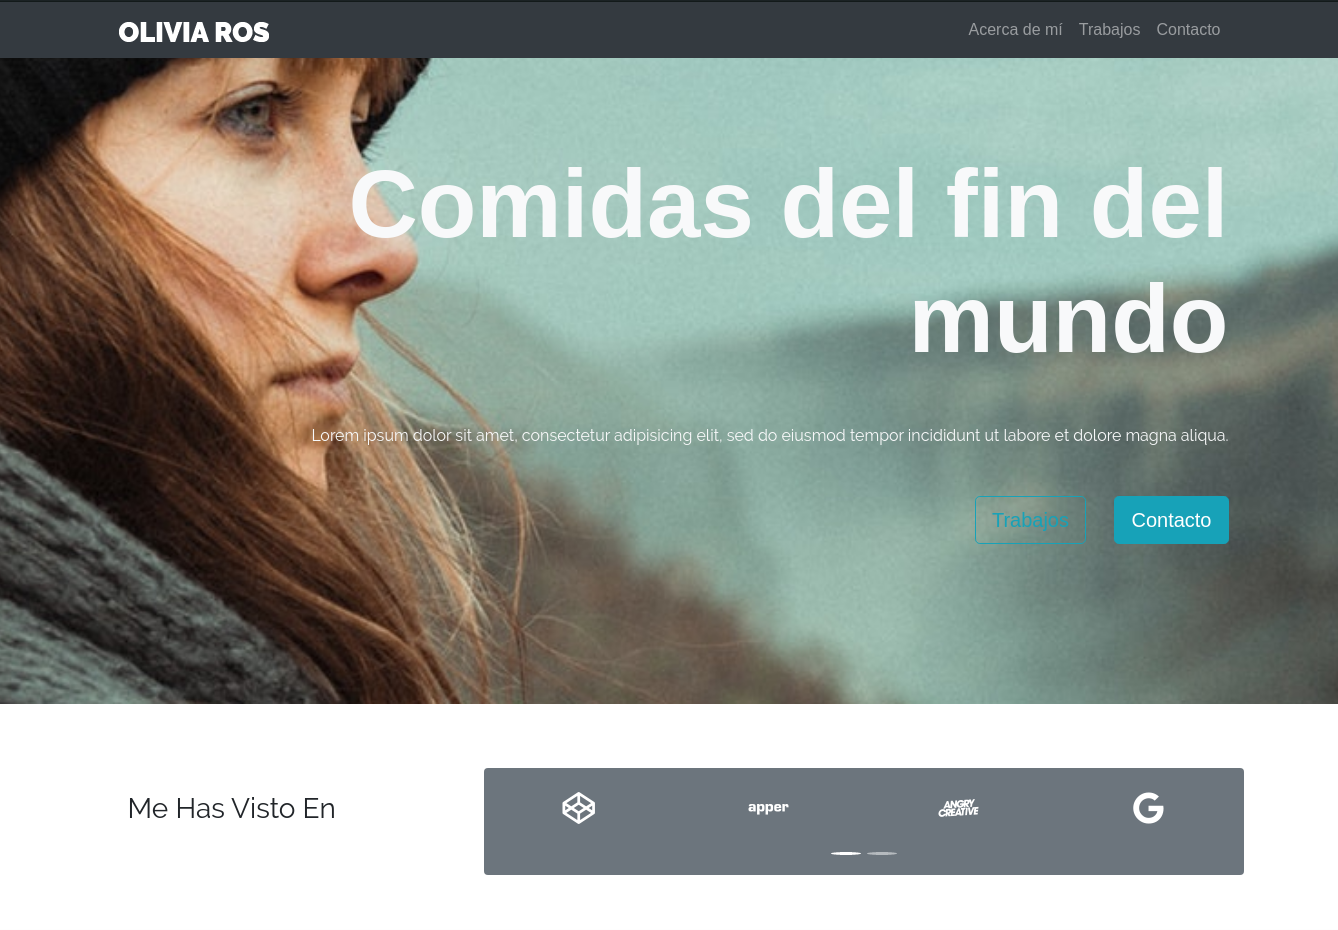 OLIVIA ROS
Acerca de mí Trabajos Contacto
Comidas del fin del
mundo
Lorem ipsum dolor sit amet, consectetur adipisicing elit, sed do eiusmod tempor incididunt ut labore et dolore magna aliqua.
Trabajos Contacto
Me Has Visto En
apper
ANGRY
CREATIVE
G